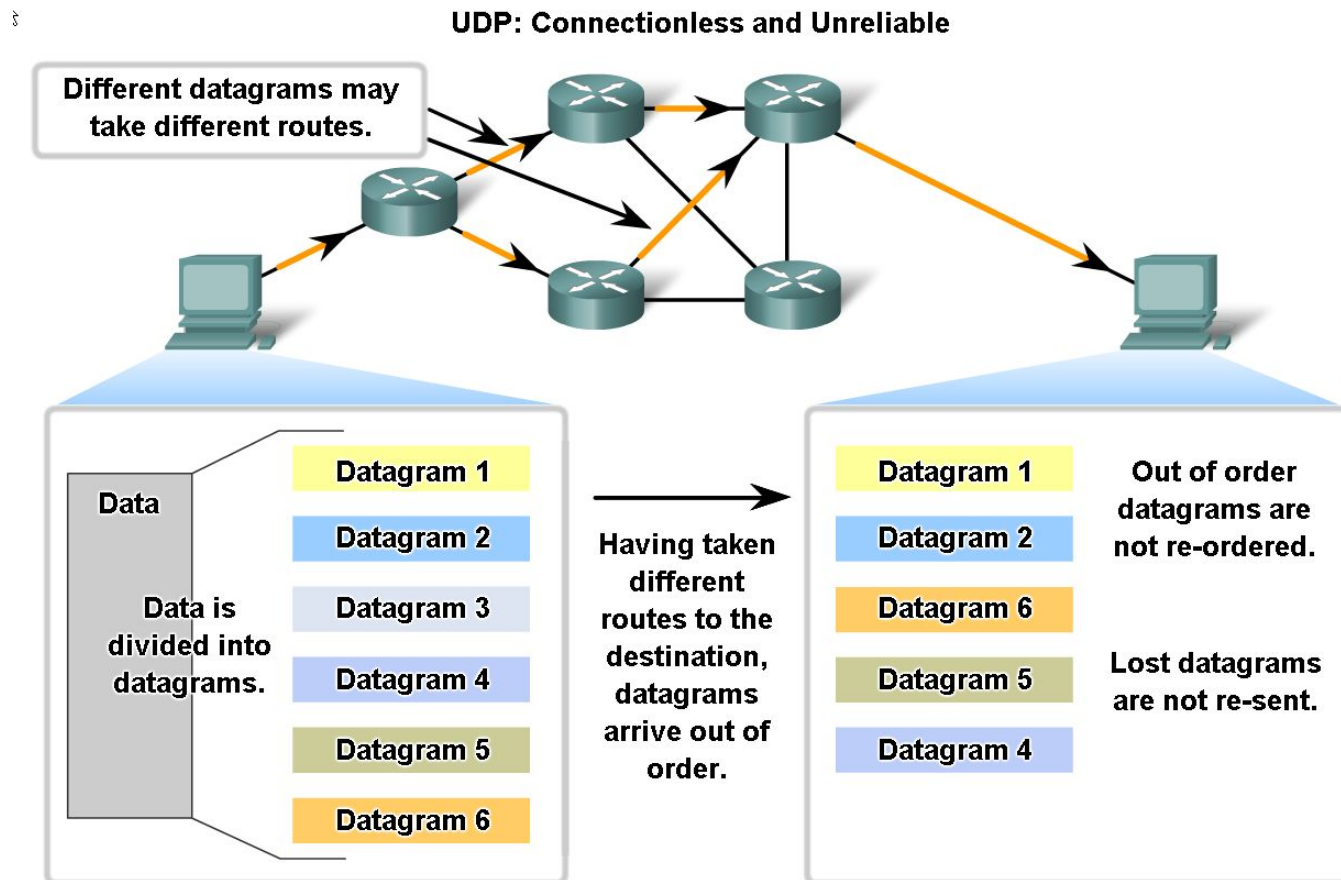 UDP: Connectionless and Unreliable
Different datagrams may
take different routes.
Data
Data is
divided into
datagrams.
Datagram 1
Datagram 2
Datagram 3
Datagram 4
Datagram 5
Datagram 6
Having taken
different
routes to the
destination,
datagrams
arrive out of
order.
Datagram 1
Datagram 2
Datagram 6
Datagram 5
Datagram 4
Out of order
datagrams are
not re-ordered.
Lost datagrams
are not re-sent.